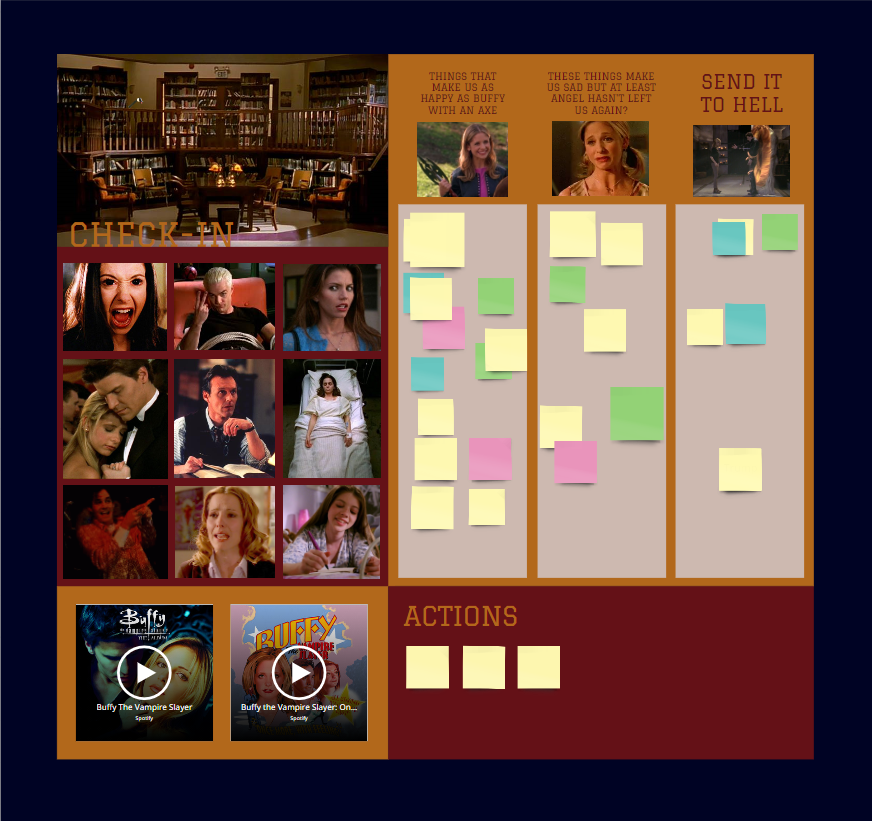 CHECK-IN
THINGS THAT
MAKE US AS
HAPPY AS BUFFY
WITH AN AXE
THESE THINGS MAKE
US SAD BUT AT LEAST
ANGEL HASN'T LEFT
US AGAIN?
SEND IT
TO HELL
Buffy
Buffy The Vampire Slayer
Spotify
BUFFY
Buffy the Vampire Slayer: On...
Spotify
ACTIONS